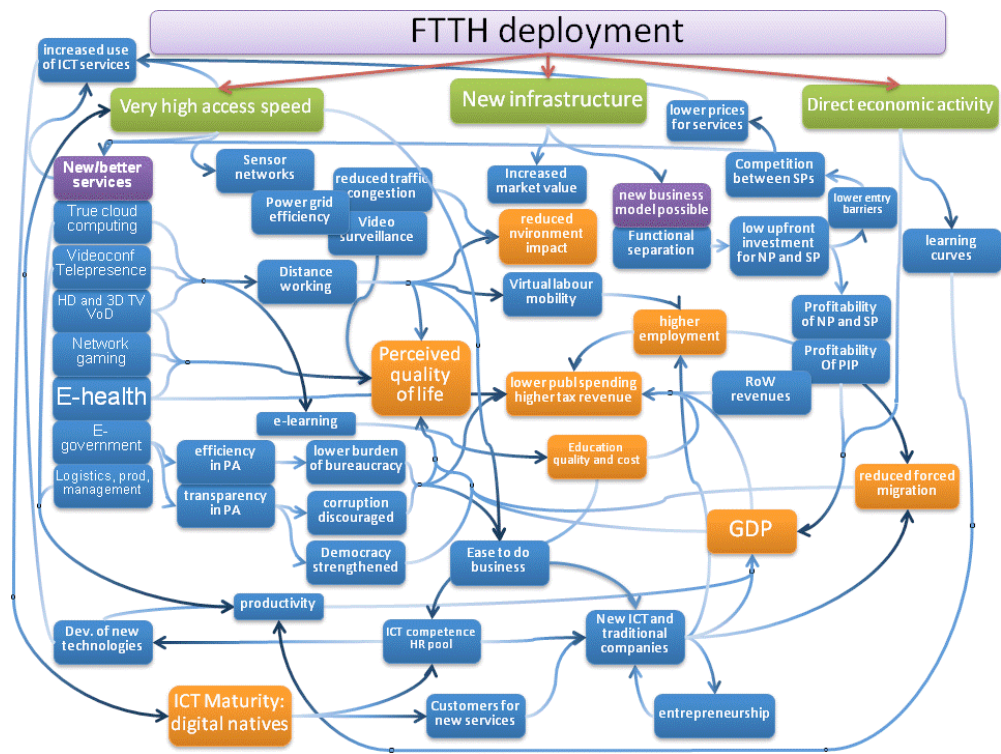 FTTH deployment
increased use
of ICT services
Very high access speed
New infrastructure
Direct economic activity
lower prices
for services
New/better
services
Sensor
networks
reduced traffic
congestion
Increased
market value
Competition
between SPs
Power grid
efficiency
new business
model possible
lower entry
barriers
True cloud
computing
Video
surveillance
reduced
nvironment
impact
Functional
separation
low upfront
investment
for NP and SP
learning
curves
Videoconf
Telepresence
Distance
working
Virtual labour
mobility
HD and 3D TV
VoD
higher
employment
Profitability
of NP and SP
Network
gaming
Perceived
quality
of life
Profitability
Of PIP
E-health
lower publ spending
higher tax revenue
RoW
revenues
e-learning
E-
government
efficiency
in PA
lower burden
of bureaucracy
Education
quality and cost
Logistics, prod,
management
transparency
in PA
corruption
discouraged
reduced forced
migration
GDP
Democracy
strengthened
Ease to do
business
productivity
Dev. of new
technologies
ICT competence
HR pool
New ICT and
traditional
companies
ICT Maturity:
digital natives
Customers for
new services
entrepreneurship